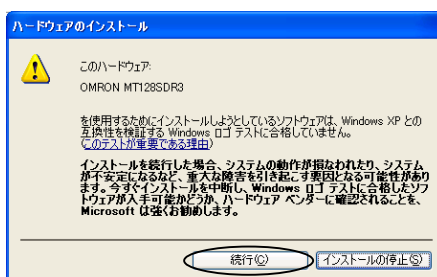 ハードウェアのインストール
このハードウェア:
OMRON MT128SDR3
を使用するためにインストールしようとしているソフトウェアは、Windows XP との
互換性を検証する Windows ロゴ テストに合格していません。
(このテストが重要である理由)
インストールを続行した場合、システムの動作が損なわれたり、システム
が不安定になるなど、重大な障害を引き起こす要因となる可能性があり
ます。今すぐインストールを中断し、Windows ロゴ テストに合格したソフ
トウェアが入手可能かどうか、ハードウェア ベンダーに確認されることを、
Microsoft は強くお勧めします。
続行(C)
インストールの停止(S)